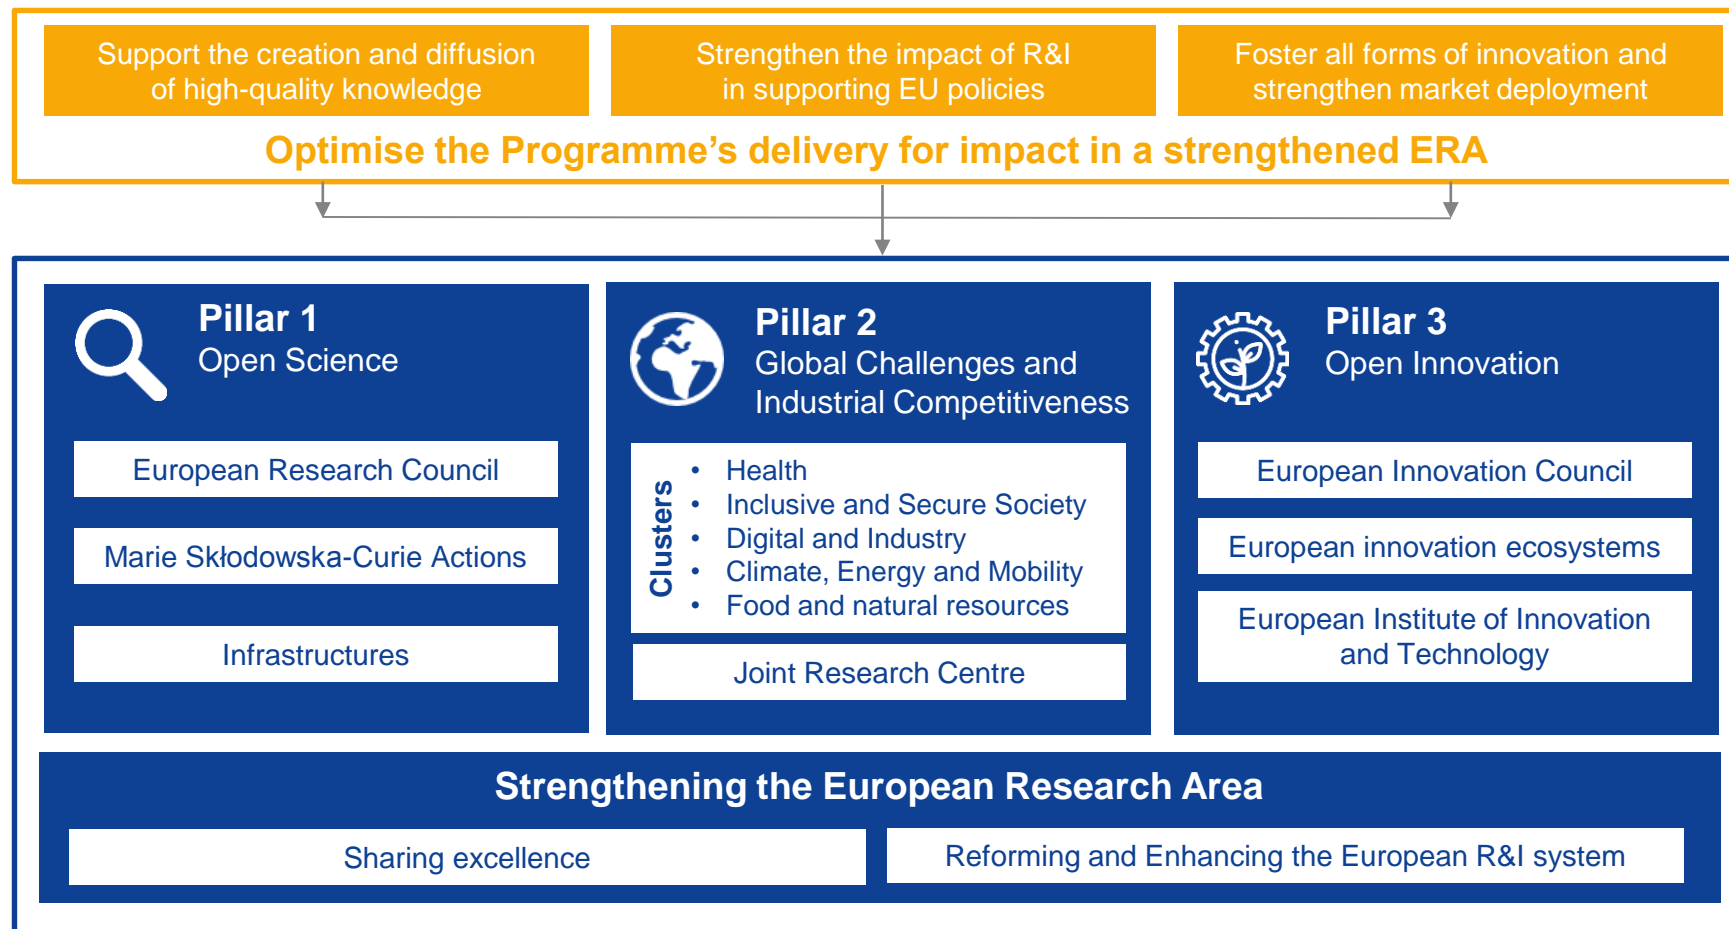 Support the creation and diffusion
of high-quality knowledge
Strengthen the impact of R&I
in supporting EU policies
Foster all forms of innovation and
strengthen market deployment
Optimise the Programme’s delivery for impact in a strengthened ERA
Pillar 1
Open Science
European Research Council
Marie Skłodowska-Curie Actions
Infrastructures
Pillar 2
Global Challenges and
Industrial Competitiveness
Clusters
• Health
• Inclusive and Secure Society
• Digital and Industry
• Climate, Energy and Mobility
• Food and natural resources
Joint Research Centre
Pillar 3
Open Innovation
European Innovation Council
European innovation ecosystems
European Institute of Innovation
and Technology
Strengthening the European Research Area
Sharing excellence
Reforming and Enhancing the European R&I system